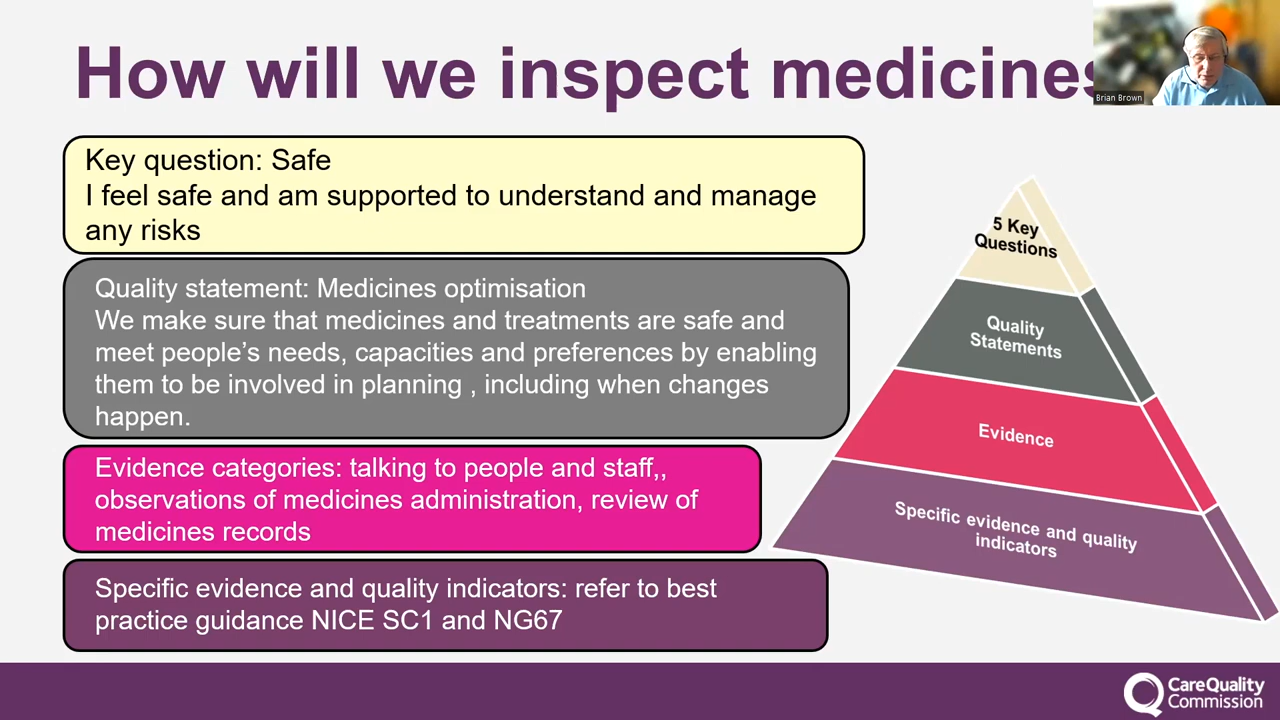 How will we inspect medicines
Brian Brown
Key question: Safe
I feel safe and am supported to understand and manage
any risks
Quality statement: Medicines optimisation
We make sure that medicines and treatments are safe and
meet people’s needs, capacities and preferences by enabling
them to be involved in planning , including when changes
happen.
Evidence categories: talking to people and staff,,
observations of medicines administration, review of
medicines records
Specific evidence and quality indicators: refer to best
practice guidance NICE SC1 and NG67
5 Key
Questions
Quality
Statements
Evidence
Specific evidence and quality
indicators
CareQuality
Commission